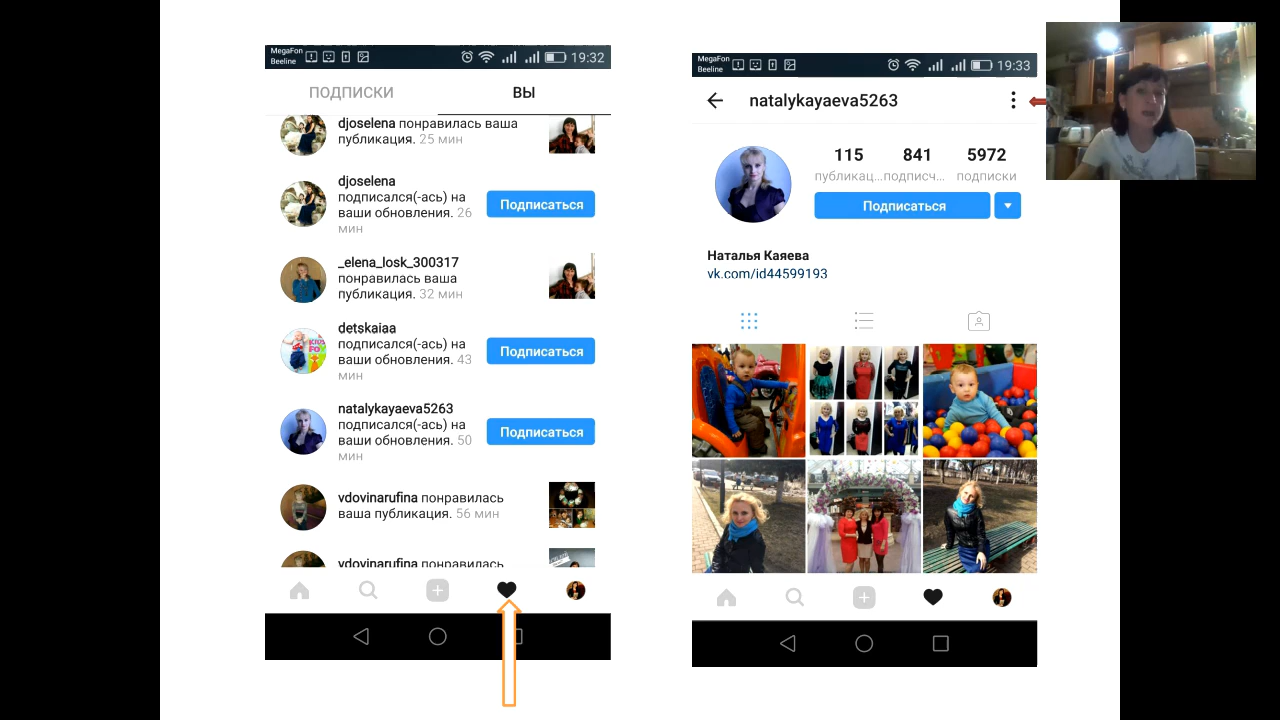 MegaFon
Beeline
19:32
ПОДПИСКИ
ВЫ
djoselena понравилась ваша
публикация. 25 мин
djoselena
подписался(-ась) на
ваши обновления. 26
мин
Подписаться
_elena_losk_300317
понравилась ваша
публикация. 32 мин
detskaiaa
подписался(-ась) на
ваши обновления. 43
мин
Подписаться
natalykayaeva5263
подписался(-ась) на
ваши обновления. 50
мин
Подписаться
vdovinarufina понравилась
ваша публикация. 56 мин
vdovinarufina понравилась
MegaFon
Beeline
19:33
natalykayaeva5263
115
841
5972
публикац...
подписч...
подписки
Подписаться
Наталья Каяева
vk.com/id44599193